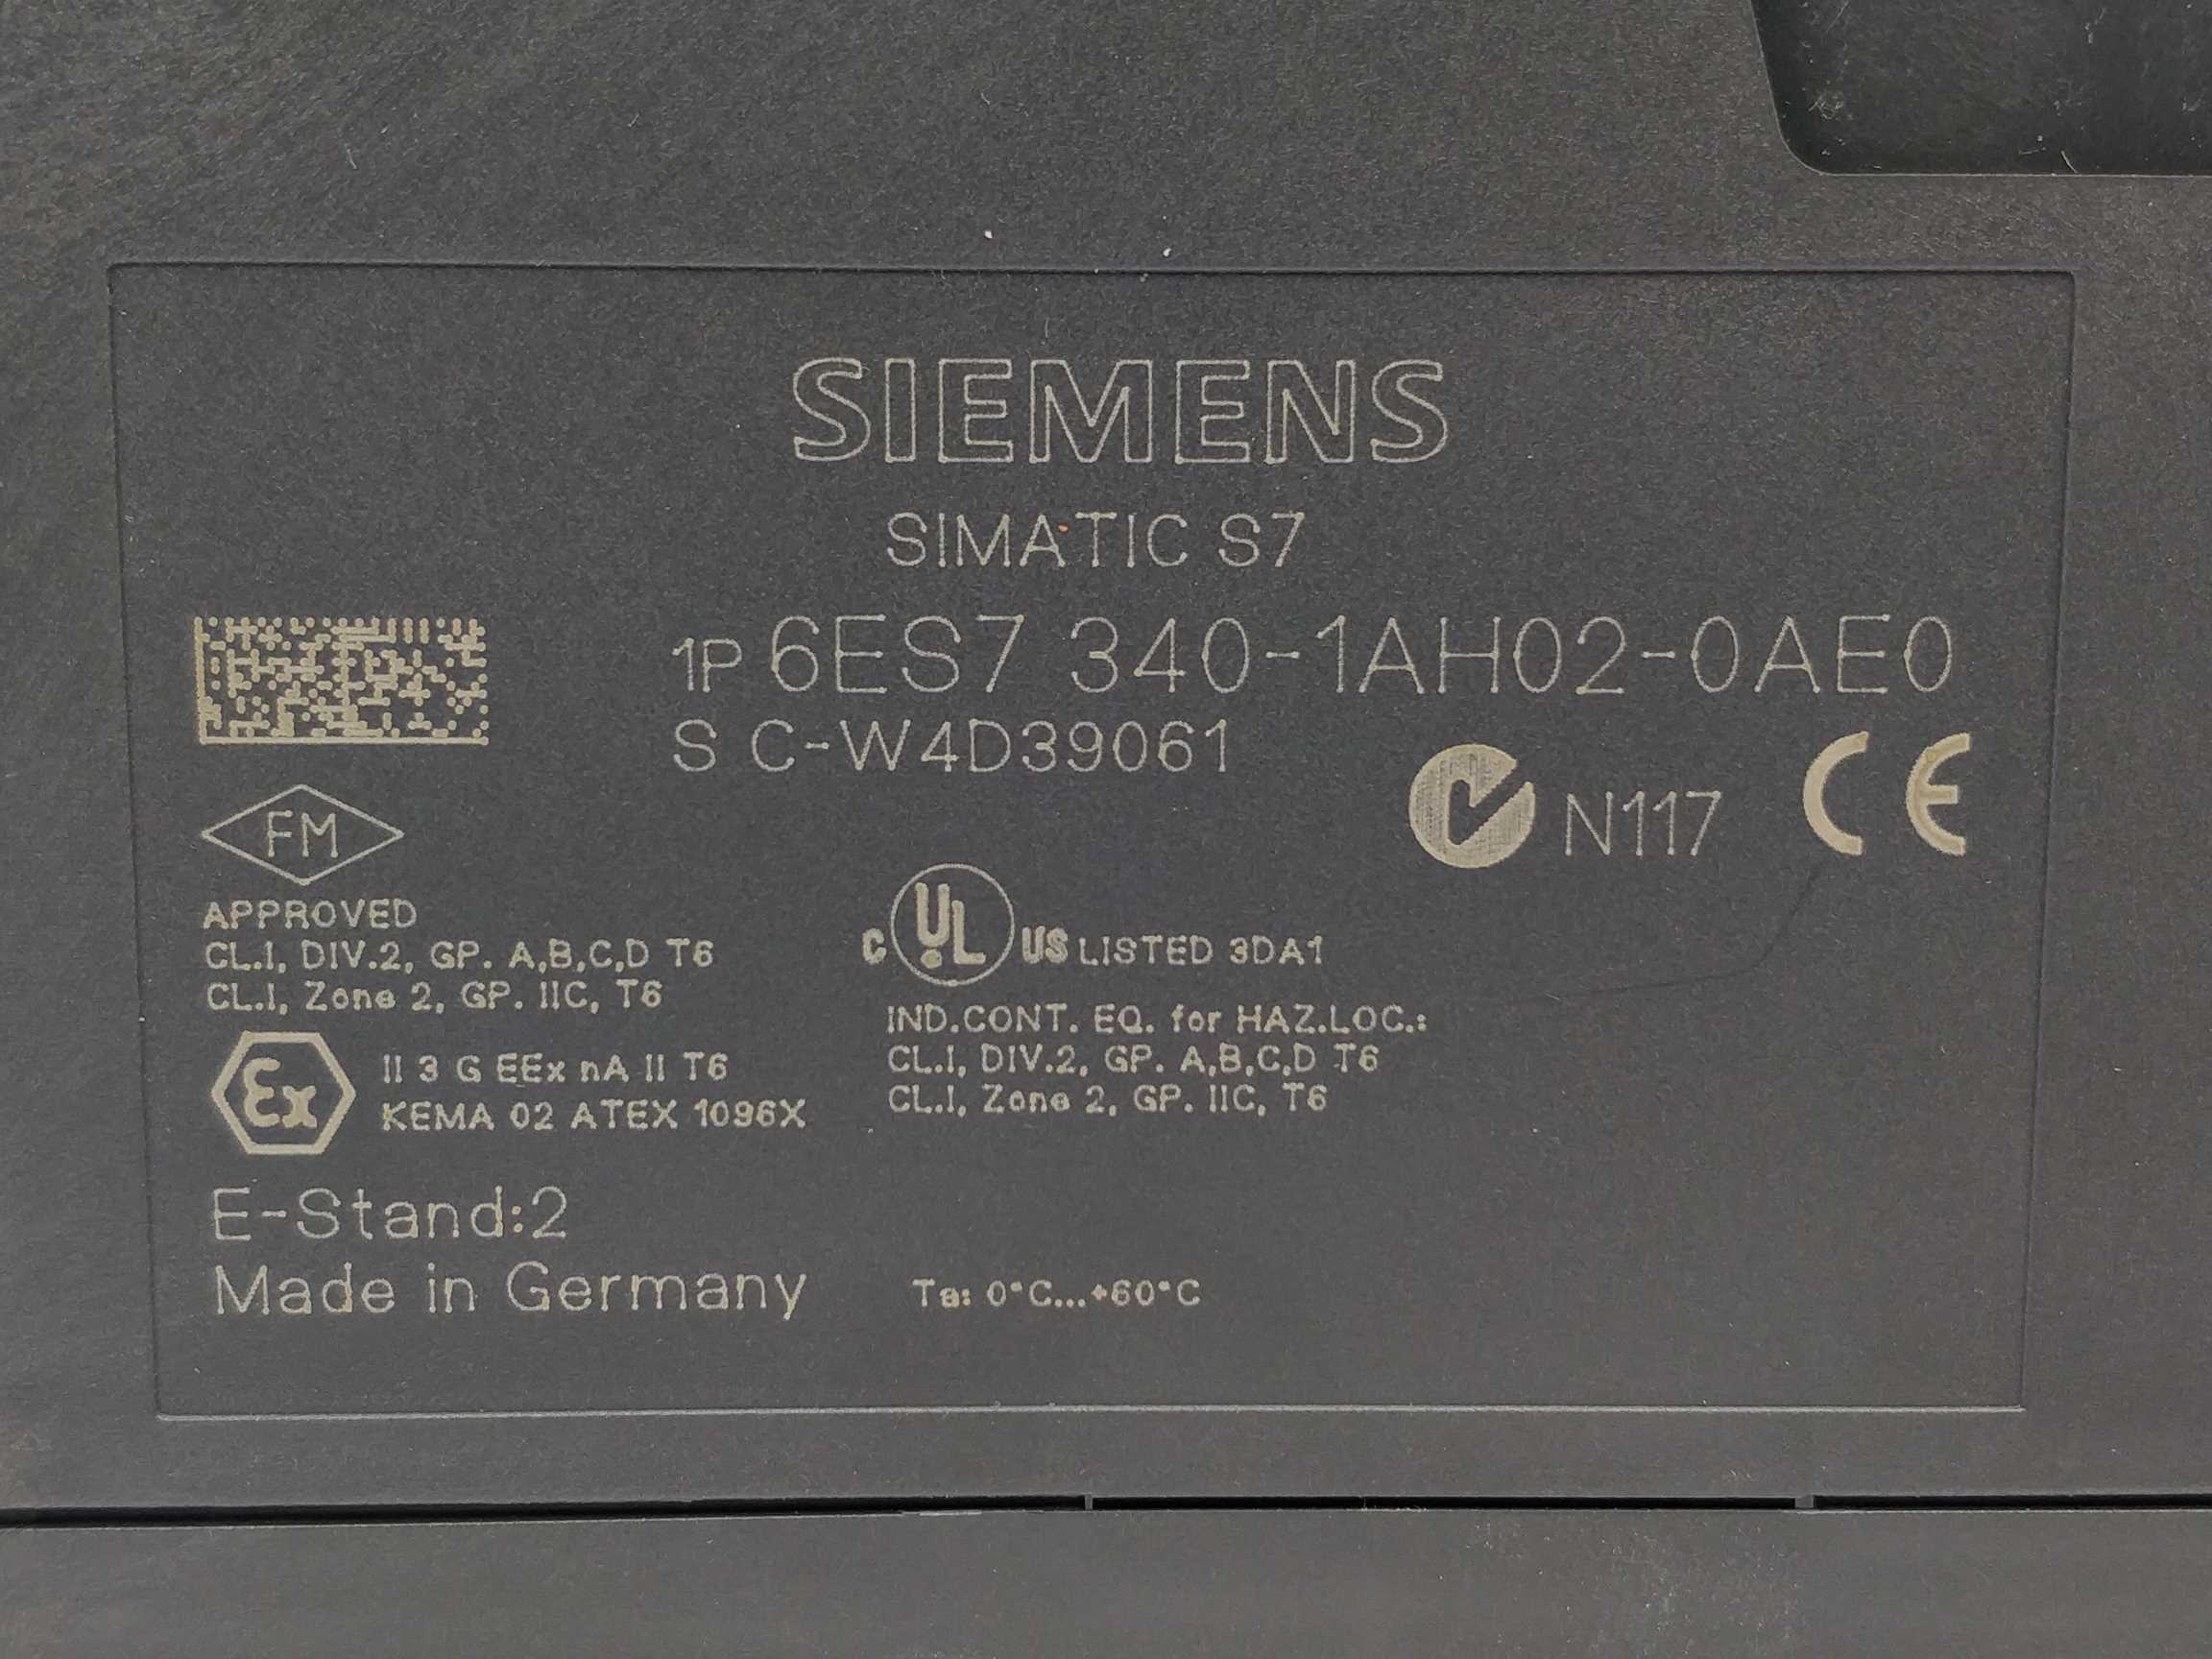 SIEMENS
SIMATIC S7
1P 6ES7 340-1AH02-0AE0
S C-W4D39061
N117 CE
FM
APPROVED
CL.I, DIV.2, GP. A,B,C,D T6
CL.I, Zone 2, GP. IIC, T6
C UL US LISTED 3DA1
IND.CONT. EQ. for HAZ.LOC.:
CL.I, DIV.2, GP. A,B,C,D T6
CL.I, Zone 2, GP. IIC, T6
Ex II 3 G EEx nA II T6
KEMA 02 ATEX 1096X
E-Stand:2
Made in Germany
Ta: 0°C...+60°C